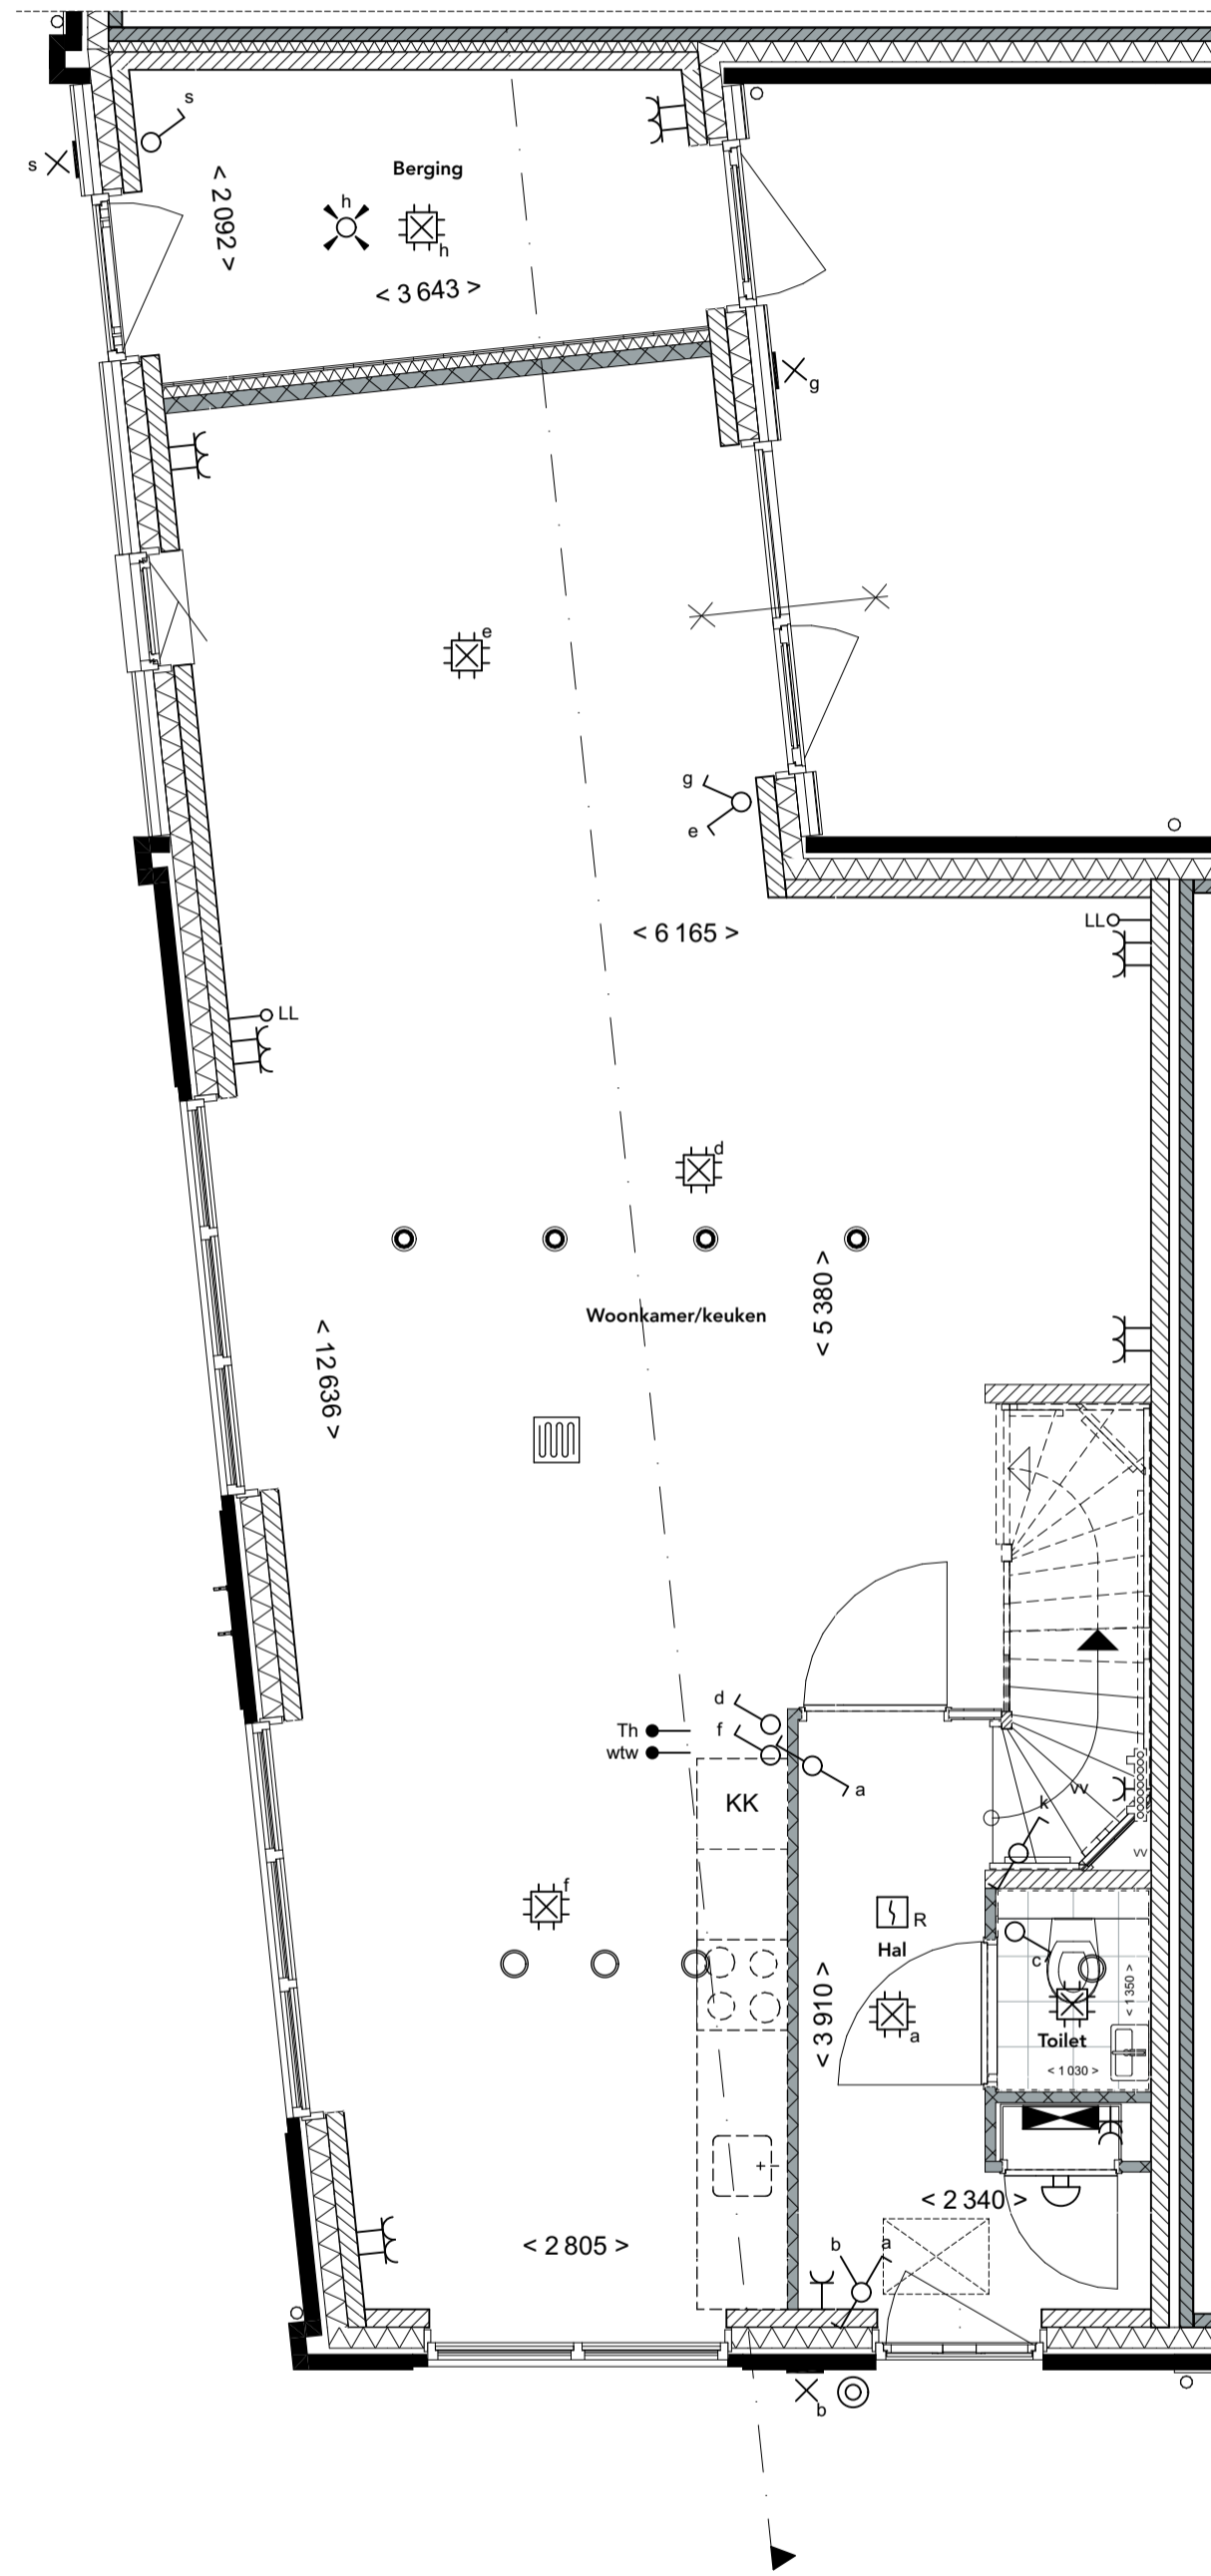 s
s
Berging
< 2 092 >
h
h
< 3 643 >
g
e
g
e
< 6 165 >
LL
LL
d
< 5 380 >
Woonkamer/keuken
< 12 636 >
d
Th
f
wtw
a
KK
vv
k
vv
f
R
Hal
c
< 3 910 >
< 1 350 >
a
Toilet
< 1 030 >
< 2 340 >
b
a
< 2 805 >
b